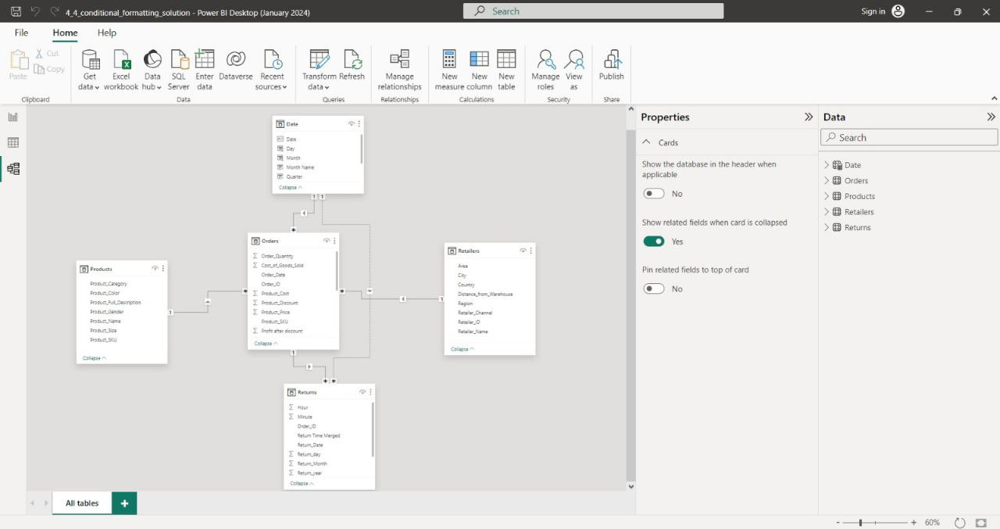 4_4_conditional_formatting_solution - Power BI Desktop (January 2024)
Search
Sign in
File
Home
Help
Paste
Cut
Copy
Clipboard
Get data
Excel workbook
Data hub
SQL Server
Enter data
Dataverse
Recent sources
Data
Transform data
Refresh
Queries
Manage relationships
Relationships
New measure
New column
New table
Calculations
Manage roles
View as
Security
Publish
Share
Date
Date
Day
Month
Month Name
Quarter
Collapse
1 1
*
Orders
Order_Quantity
Cost_of_Goods_Sold
Order_Date
Order_ID
Product_Cost
Product_Discount
Product_Price
Product_SKU
Profit after discount
Collapse
Products
Product_Category
Product_Color
Product_Full_Description
Product_Gender
Product_Name
Product_Size
Product_SKU
Collapse
1
*
*
1
Retailers
Area
City
Country
Distance_from_Warehouse
Region
Retailer_Channel
Retailer_ID
Retailer_Name
Collapse
1
* *
Returns
Hour
Minute
Order_ID
Return Time Merged
Return_Date
Return_day
Return_Month
Return_year
Collapse
Properties
Cards
Show the database in the header when
applicable
No
Show related fields when card is collapsed
Yes
Pin related fields to top of card
No
Data
Search
Date
Orders
Products
Retailers
Returns
All tables
+
- + 60%